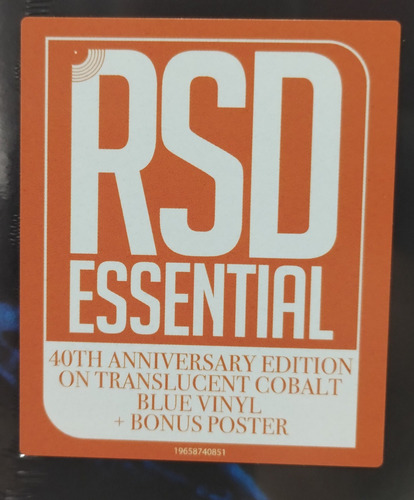 RSD
ESSENTIAL
40TH ANNIVERSARY EDITION
ON TRANSLUCENT COBALT
BLUE VINYL
+ BONUS POSTER
19658740851